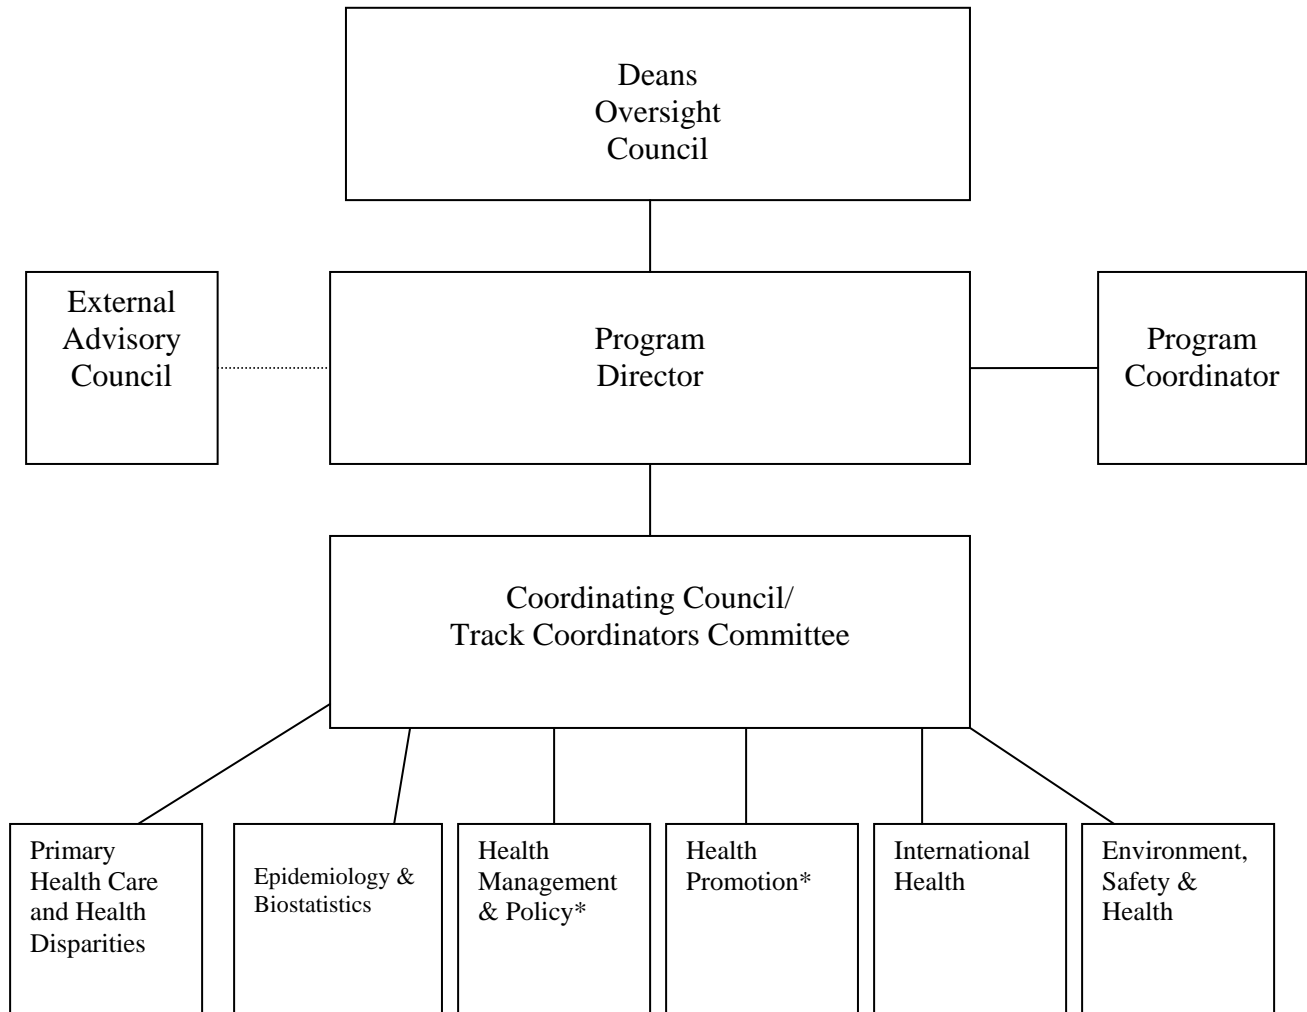 Deans
Oversight
Council
External
Advisory
Council
Program
Director
Program
Coordinator
Coordinating Council/
Track Coordinators Committee
Primary
Health Care
and Health
Disparities
Epidemiology &
Biostatistics
Health
Management
& Policy*
Health
Promotion*
International
Health
Environment,
Safety &
Health